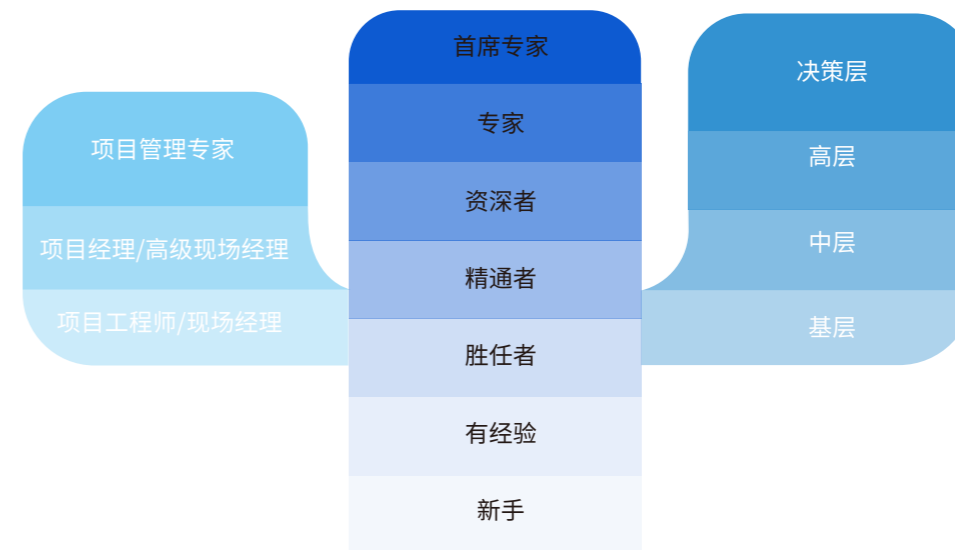 项目管理专家
项目经理/高级现场经理
项目工程师/现场经理
首席专家
专家
资深者
精通者
胜任者
有经验
新手
决策层
高层
中层
基层